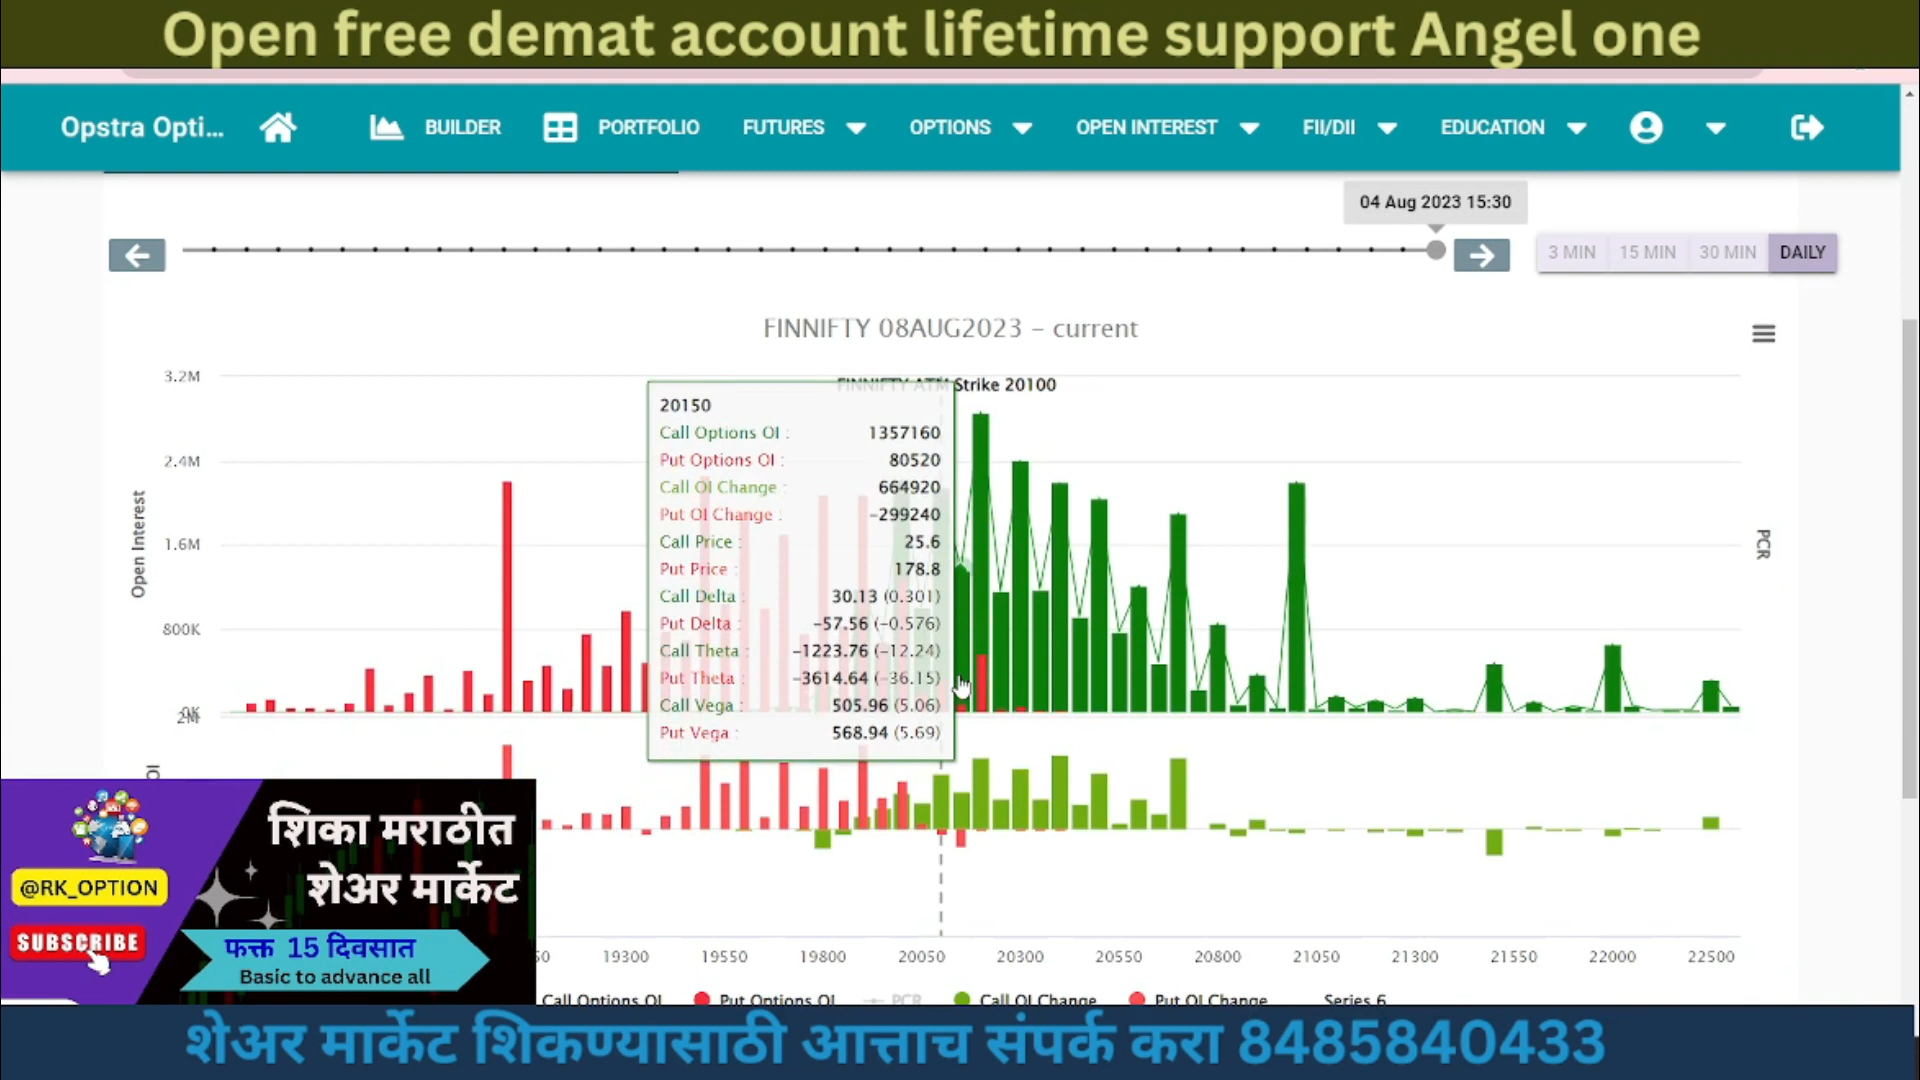 Open free demat account lifetime support Angel one
Opstra Opti... BUILDER PORTFOLIO FUTURES OPTIONS OPEN INTEREST FII/DII EDUCATION
04 Aug 2023 15:30
3 MIN 15 MIN 30 MIN DAILY
FINNIFTY 08AUG2023 – current
FINNIFTY ATM Strike 20100
3.2M
2.4M
1.6M
800K
0K
2M
Open Interest
PCR
20150
Call Options OI : 1357160
Put Options OI : 80520
Call OI Change : 664920
Put OI Change : -299240
Call Price : 25.6
Put Price : 178.8
Call Delta : 30.13 (0.301)
Put Delta : -57.56 (-0.576)
Call Theta : -1223.76 (-12.24)
Put Theta : -3614.64 (-36.15)
Call Vega : 505.96 (5.06)
Put Vega : 568.94 (5.69)
OI
शिका मराठीत
शेअर मार्केट
@RK_OPTION
SUBSCRIBE
फक्त 15 दिवसात
Basic to advance all
50 19300 19550 19800 20050 20300 20550 20800 21050 21300 21550 22000 22500
Call Options OI Put Options OI PCR Call OI Change Put OI Change Series 6
शेअर मार्केट शिकण्यासाठी आत्ताच संपर्क करा 8485840433